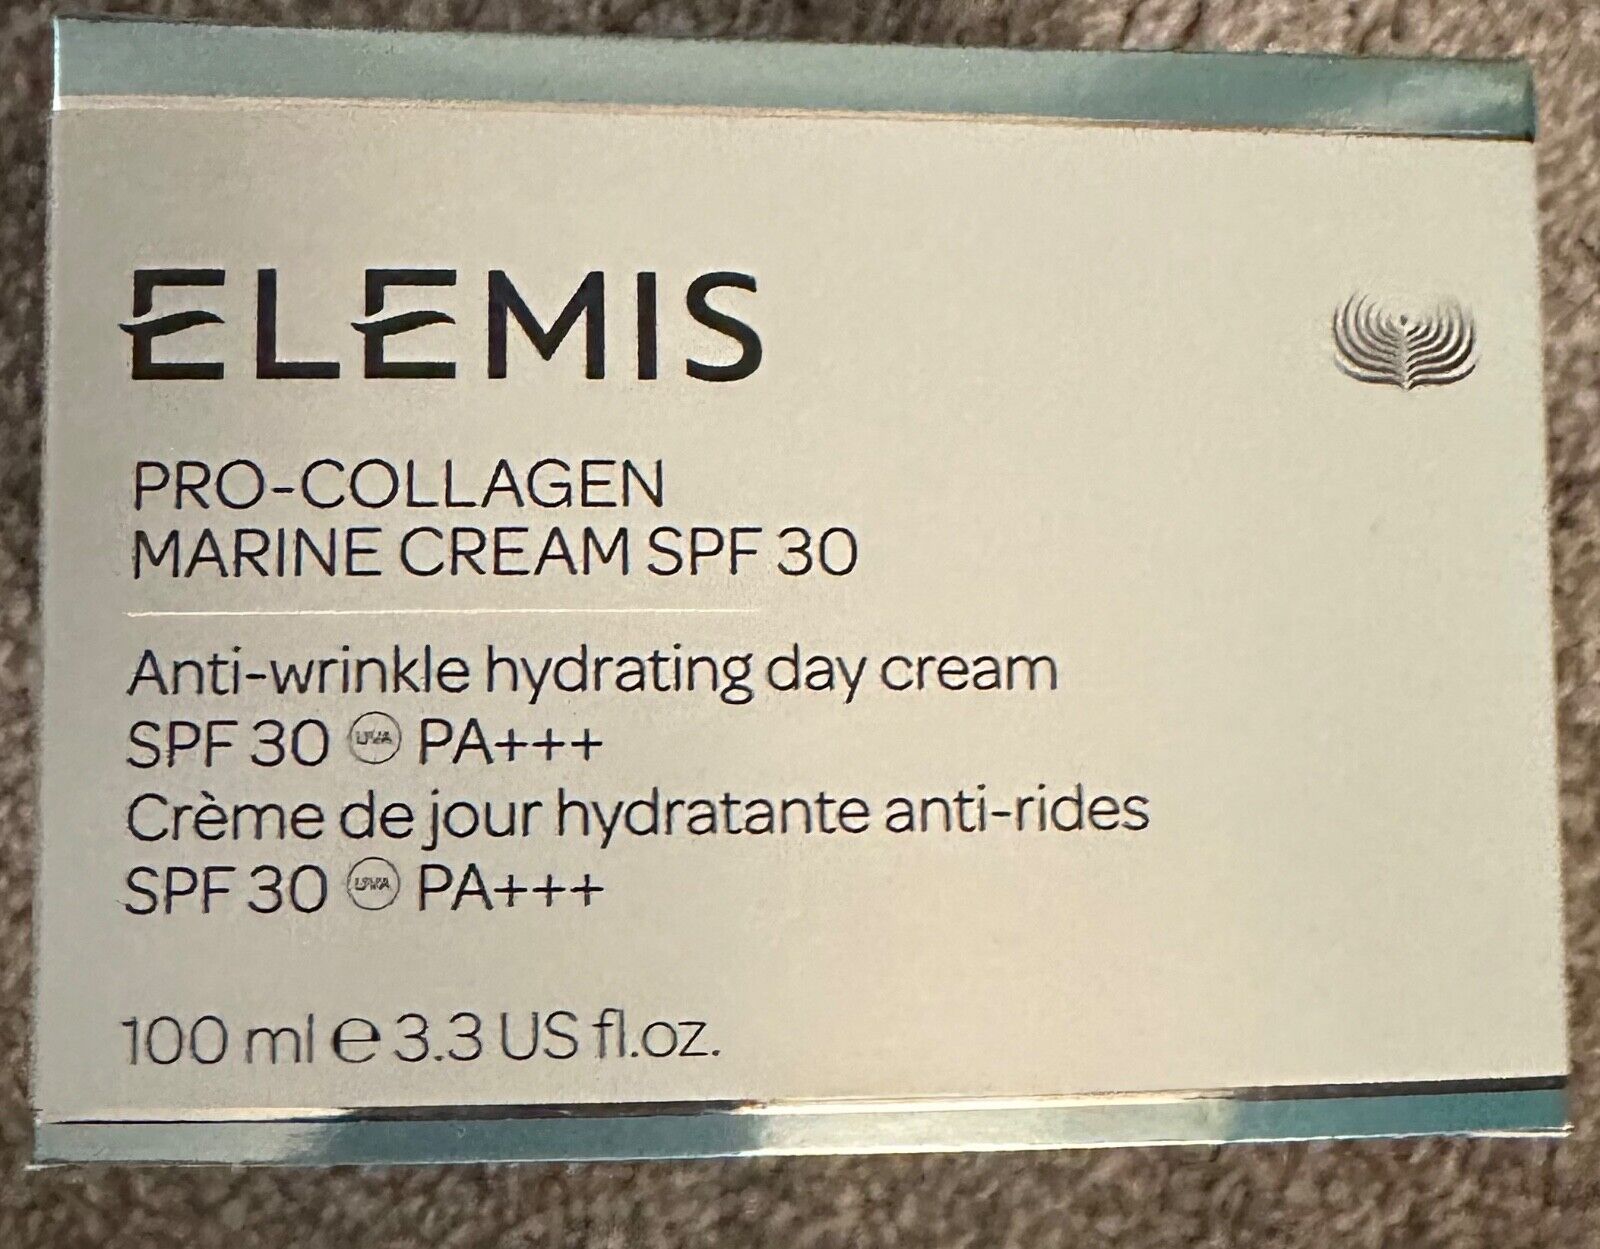 ELEMIS
PRO-COLLAGEN
MARINE CREAM SPF 30
Anti-wrinkle hydrating day cream
SPF 30 UVA PA+++
Crème de jour hydratante anti-rides
SPF 30 UVA PA+++
100 ml ℮ 3.3 US fl.oz.